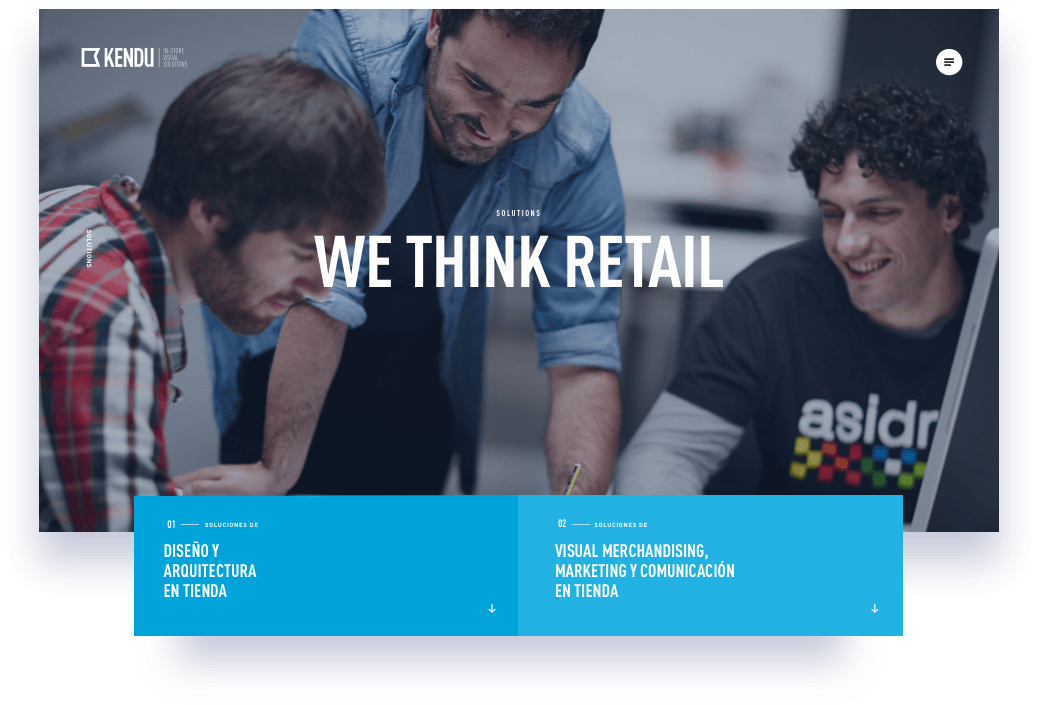 KENDU
IN-STORE
VISUAL
SOLUTIONS
SOLUTIONS
SOLUTIONS
WE THINK RETAIL
asidr
01 SOLUCIONES DE
DISEÑO Y
ARQUITECTURA
EN TIENDA
02 SOLUCIONES DE
VISUAL MERCHANDISING,
MARKETING Y COMUNICACIÓN
EN TIENDA